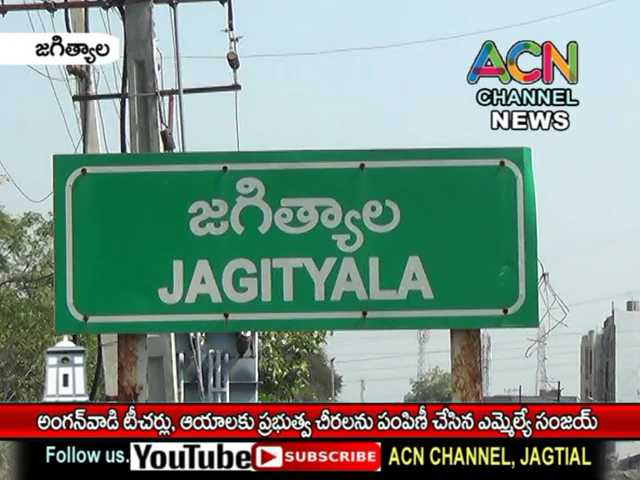 జగిత్యాల
ACN
CHANNEL
NEWS
జగిత్యాల
JAGITYALA
అంగన్‌వాడి టీచర్లు, ఆయాలకు ప్రభుత్వ చీరలను పంపిణీ చేసిన ఎమ్మెల్యే సంజయ్
Follow us. YouTube SUBSCRIBE ACN CHANNEL, JAGTIAL